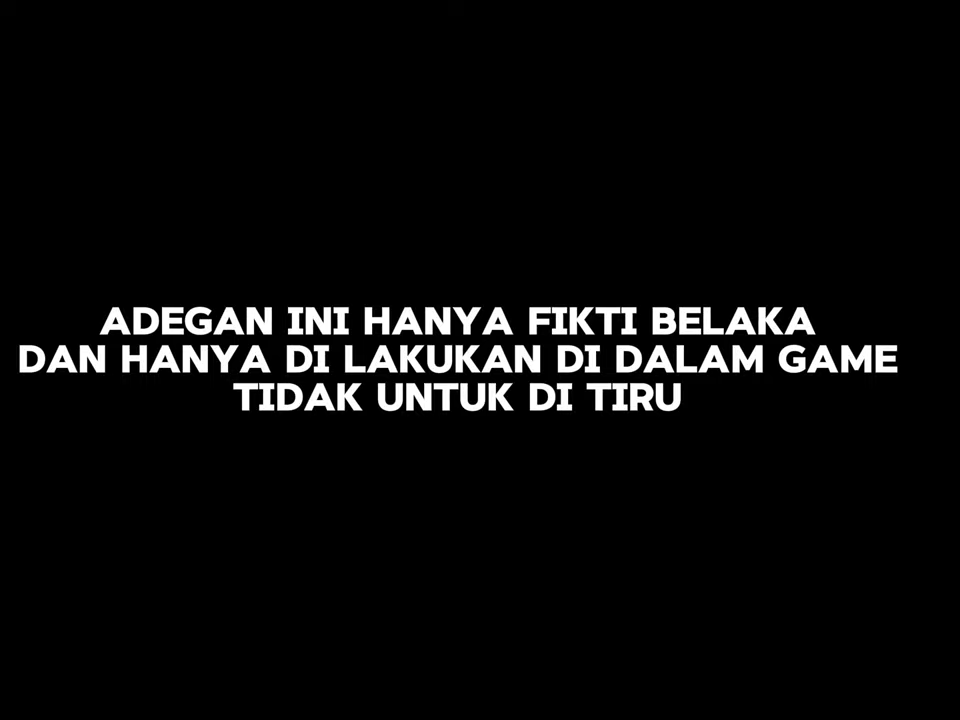 ADEGAN INI HANYA FIKTI BELAKA
DAN HANYA DI LAKUKAN DI DALAM GAME
TIDAK UNTUK DI TIRU